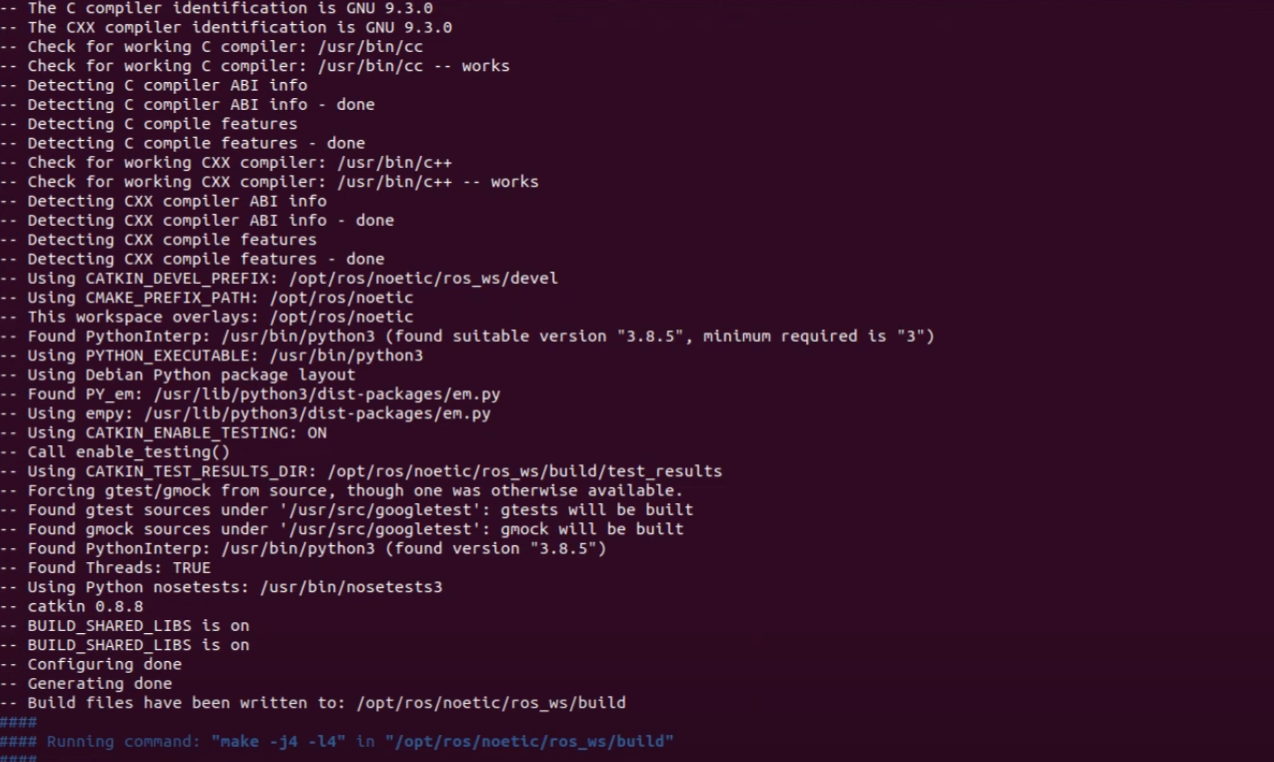 -- The C compiler identification is GNU 9.3.0
-- The CXX compiler identification is GNU 9.3.0
-- Check for working C compiler: /usr/bin/cc
-- Check for working C compiler: /usr/bin/cc -- works
-- Detecting C compiler ABI info
-- Detecting C compiler ABI info - done
-- Detecting C compile features
-- Detecting C compile features - done
-- Check for working CXX compiler: /usr/bin/c++
-- Check for working CXX compiler: /usr/bin/c++ -- works
-- Detecting CXX compiler ABI info
-- Detecting CXX compiler ABI info - done
-- Detecting CXX compile features
-- Detecting CXX compile features - done
-- Using CATKIN_DEVEL_PREFIX: /opt/ros/noetic/ros_ws/devel
-- Using CMAKE_PREFIX_PATH: /opt/ros/noetic
-- This workspace overlays: /opt/ros/noetic
-- Found PythonInterp: /usr/bin/python3 (found suitable version "3.8.5", minimum required is "3")
-- Using PYTHON_EXECUTABLE: /usr/bin/python3
-- Using Debian Python package layout
-- Found PY_em: /usr/lib/python3/dist-packages/em.py
-- Using empy: /usr/lib/python3/dist-packages/em.py
-- Using CATKIN_ENABLE_TESTING: ON
-- Call enable_testing()
-- Using CATKIN_TEST_RESULTS_DIR: /opt/ros/noetic/ros_ws/build/test_results
-- Forcing gtest/gmock from source, though one was otherwise available.
-- Found gtest sources under '/usr/src/googletest': gtests will be built
-- Found gmock sources under '/usr/src/googletest': gmock will be built
-- Found PythonInterp: /usr/bin/python3 (found version "3.8.5")
-- Found Threads: TRUE
-- Using Python nosetests: /usr/bin/nosetests3
-- catkin 0.8.8
-- BUILD_SHARED_LIBS is on
-- BUILD_SHARED_LIBS is on
-- Configuring done
-- Generating done
-- Build files have been written to: /opt/ros/noetic/ros_ws/build
####
#### Running command: "make -j4 -l4" in "/opt/ros/noetic/ros_ws/build"
####